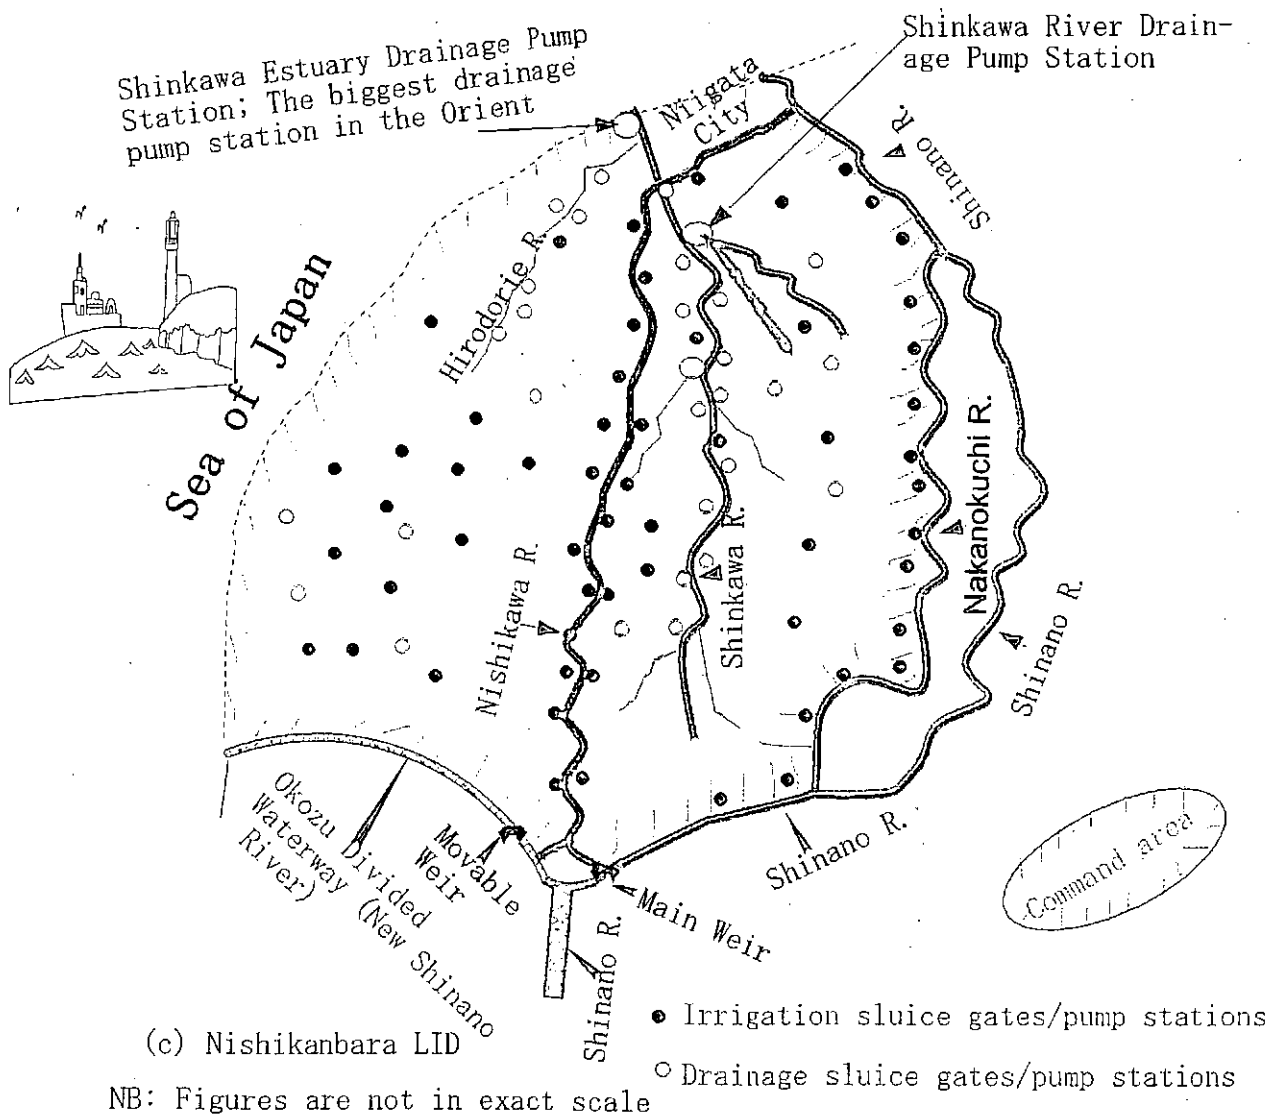 Shinkawa Estuary Drainage Pump
Station; The biggest drainage
pump station in the Orient
Shinkawa River Drain-
age Pump Station
Niigata
City
Shinano R.
Shinano R.
Hirodorie R.
Sea of Japan
Nakanokuchi R.
Nishikawa R.
Shinkawa R.
Shinano R.
Okozu Divided
Waterway (New Shinano
River)
Movable
Weir
Main Weir
Shinano R.
Shinano R.
Command area
(c) Nishikanbara LID
● Irrigation sluice gates/pump stations
○ Drainage sluice gates/pump stations
NB: Figures are not in exact scale